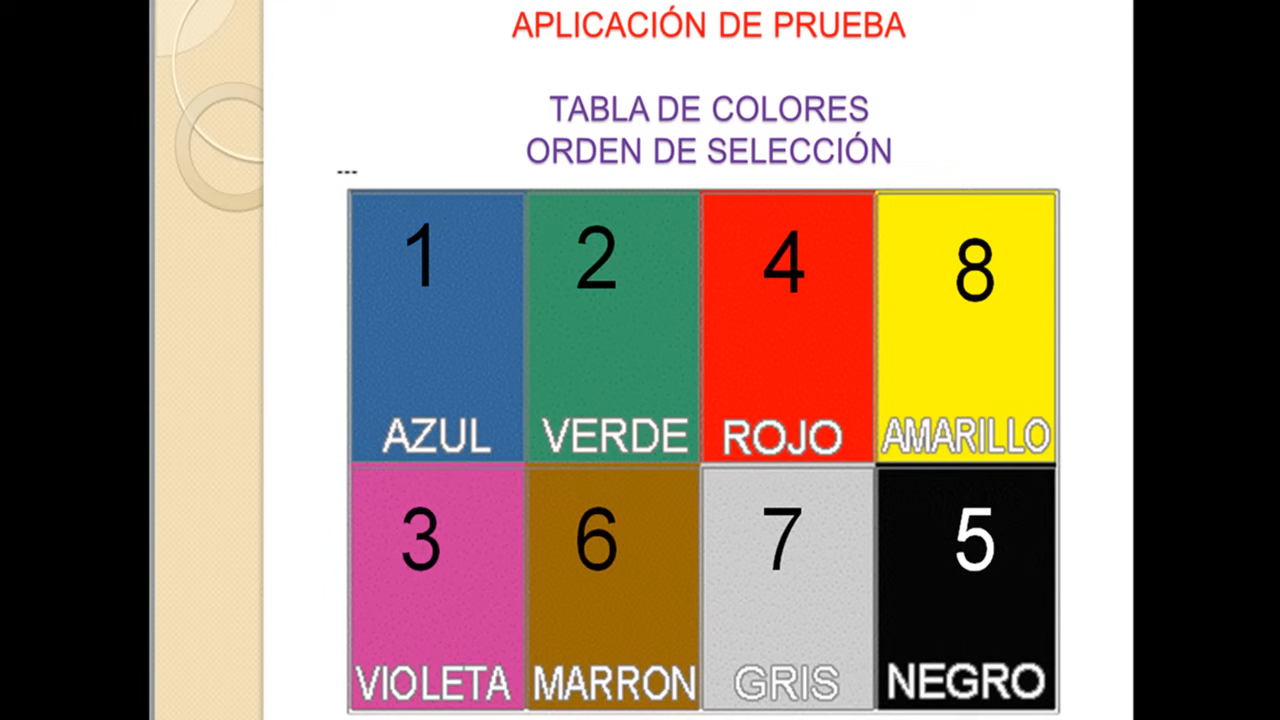 APLICACIÓN DE PRUEBA
TABLA DE COLORES
ORDEN DE SELECCIÓN
---
1 2 4 8
AZUL VERDE ROJO AMARILLO
3 6 7 5
VIOLETA MARRON GRIS NEGRO